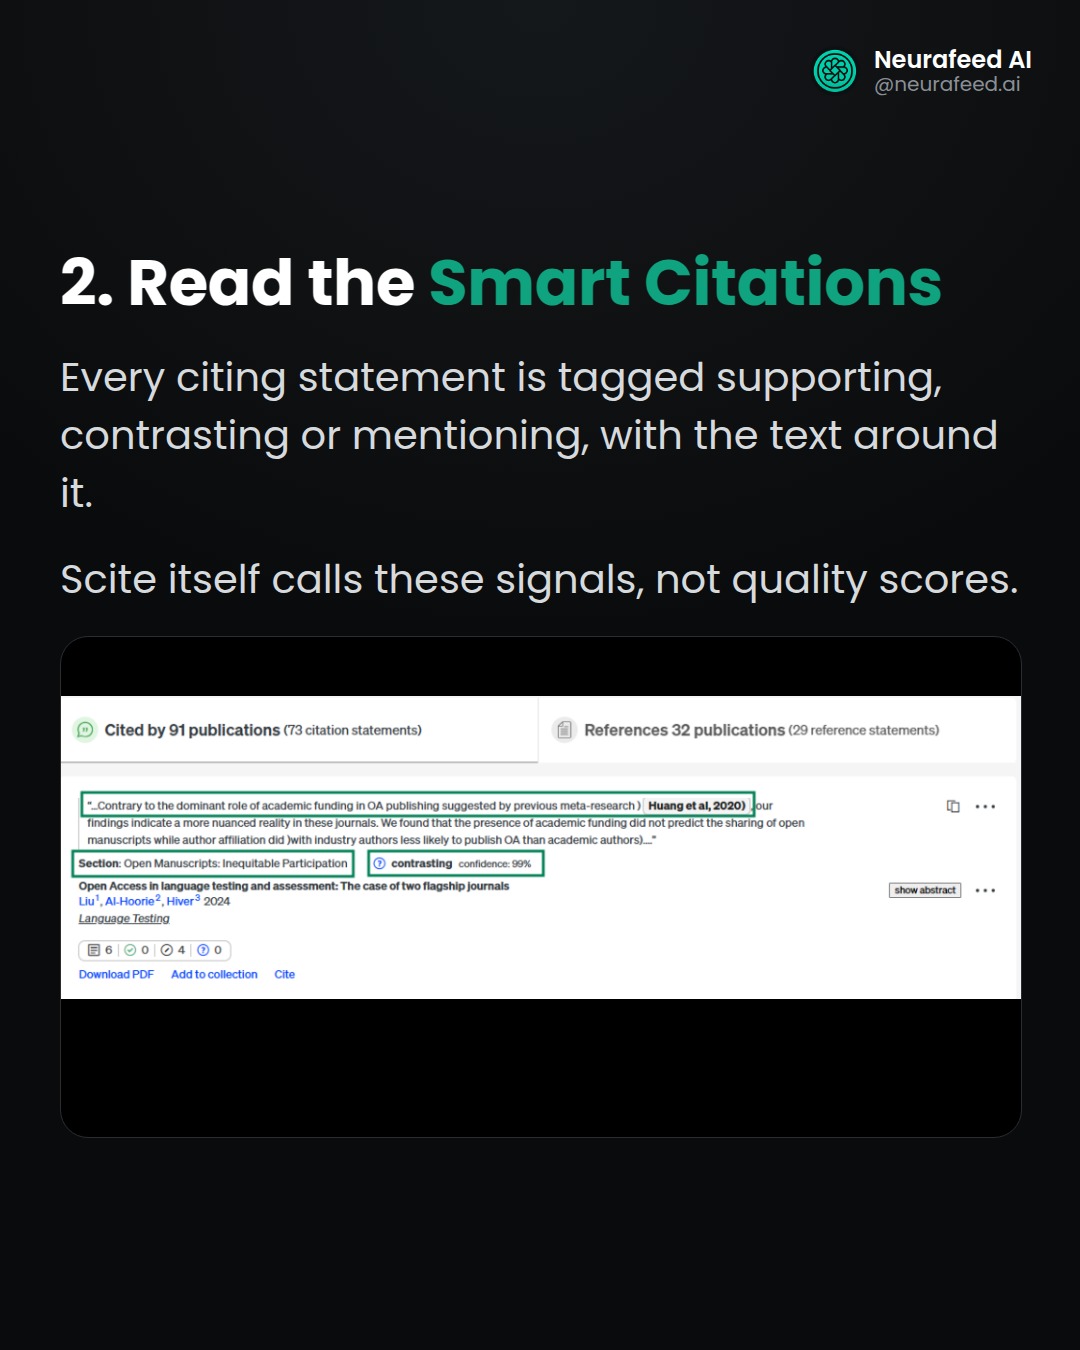 Neurafeed AI
@neurafeed.ai
2. Read the Smart Citations
Every citing statement is tagged supporting,
contrasting or mentioning, with the text around
it.
Scite itself calls these signals, not quality scores.
Cited by 91 publications (73 citation statements)
References 32 publications (29 reference statements)
"...Contrary to the dominant role of academic funding in OA publishing suggested by previous meta-research ) Huang et al, 2020) , our
findings indicate a more nuanced reality in these journals. We found that the presence of academic funding did not predict the sharing of open
manuscripts while author affiliation did )with industry authors less likely to publish OA than academic authors)...."
Section: Open Manuscripts: Inequitable Participation
? contrasting confidence: 99%
Open Access in language testing and assessment: The case of two flagship journals
show abstract
Liu1, Al-Hoorie2, Hiver3 2024
Language Testing
6 0 4 ? 0
Download PDF Add to collection Cite